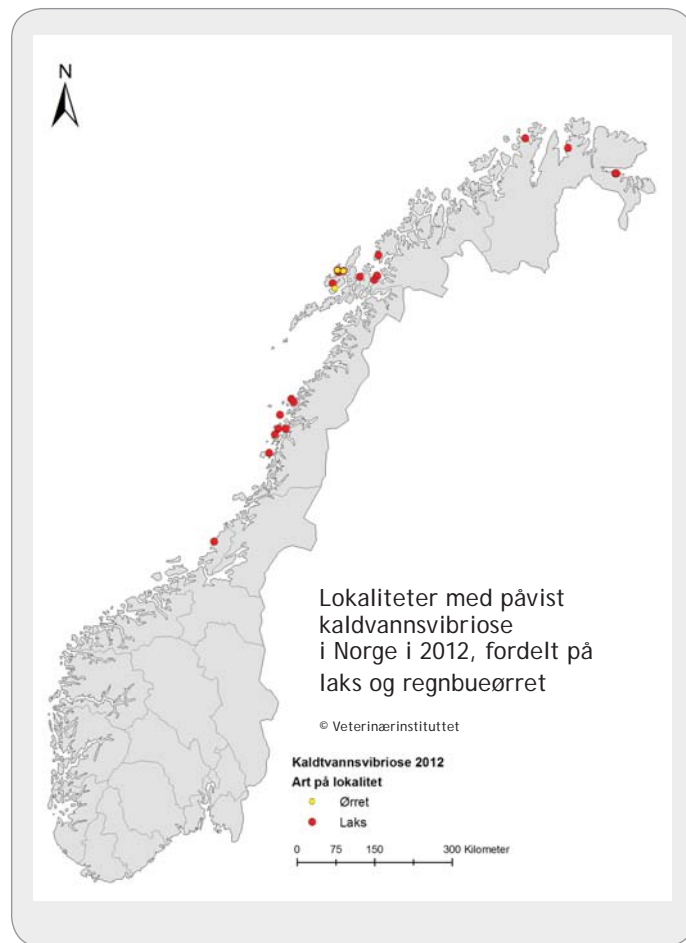 N
Lokaliteter med påvist
kaldvannsvibriose
i Norge i 2012, fordelt på
laks og regnbueørret
© Veterinærinstituttet
Kaldtvannsvibriose 2012
Art på lokalitet
Ørret
Laks
0 75 150 300 Kilometer